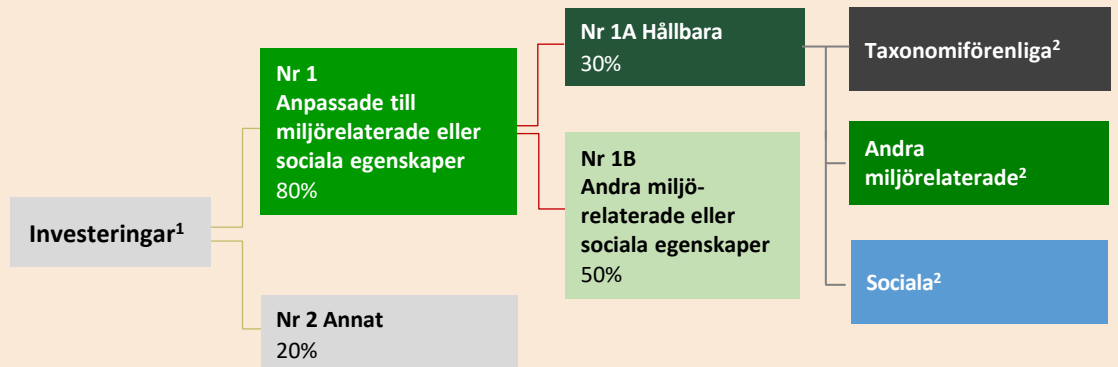 Investeringar¹
Nr 1
Anpassade till
miljörelaterade eller
sociala egenskaper
80%
Nr 2 Annat
20%
Nr 1A Hållbara
30%
Nr 1B
Andra miljö-
relaterade eller
sociala egenskaper
50%
Taxonomiförenliga²
Andra
miljörelaterade²
Sociala²